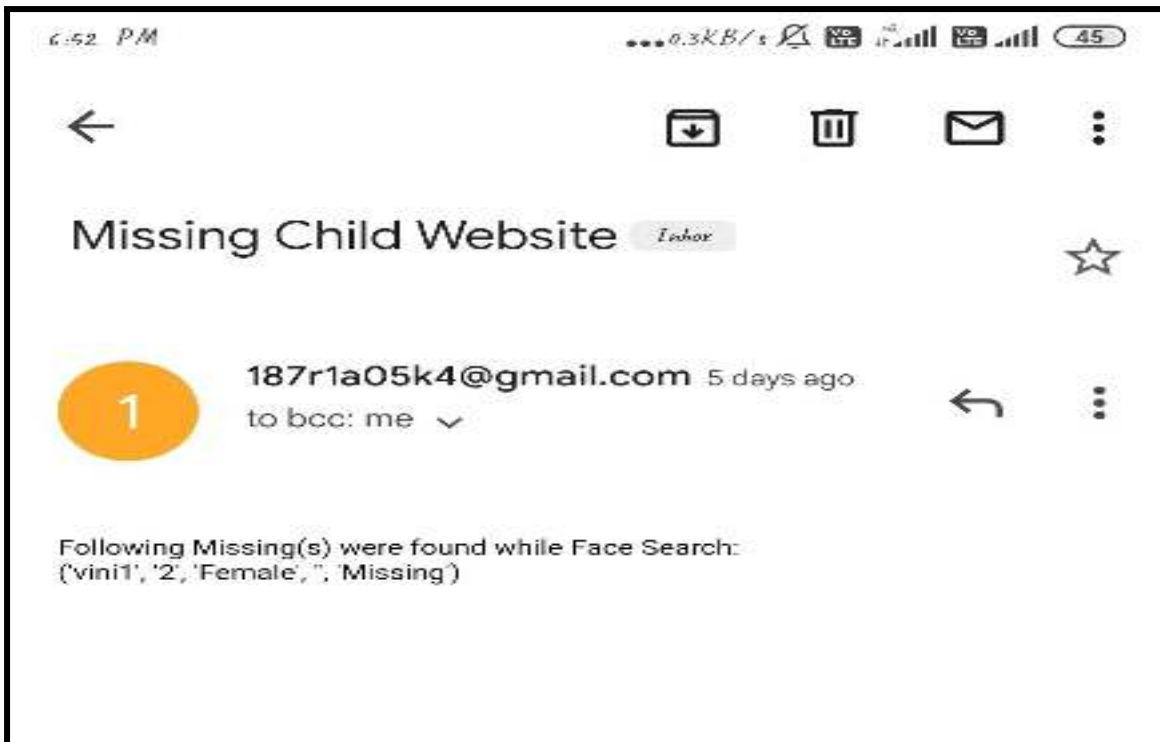 6:52 PM ...0.3KB/s 45
Missing Child Website Inbox
187r1a05k4@gmail.com 5 days ago
1
to bcc: me
Following Missing(s) were found while Face Search:
('vini1', '2', 'Female', '', 'Missing')